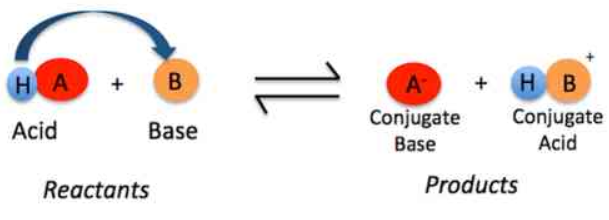 H A + B
A⁻ + H B⁺
Acid Base
Conjugate Base
Conjugate Acid
Reactants
Products